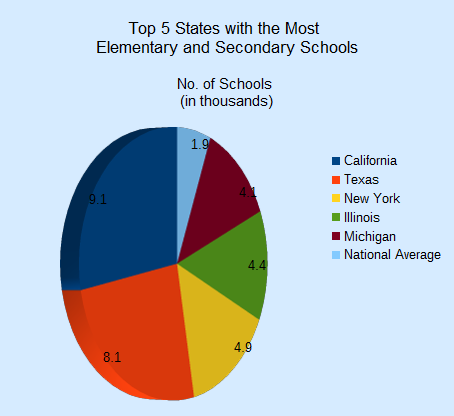 Top 5 States with the Most
Elementary and Secondary Schools
No. of Schools
(in thousands)
1.9
9.1
4.1
4.4
4.9
8.1
California
Texas
New York
Illinois
Michigan
National Average